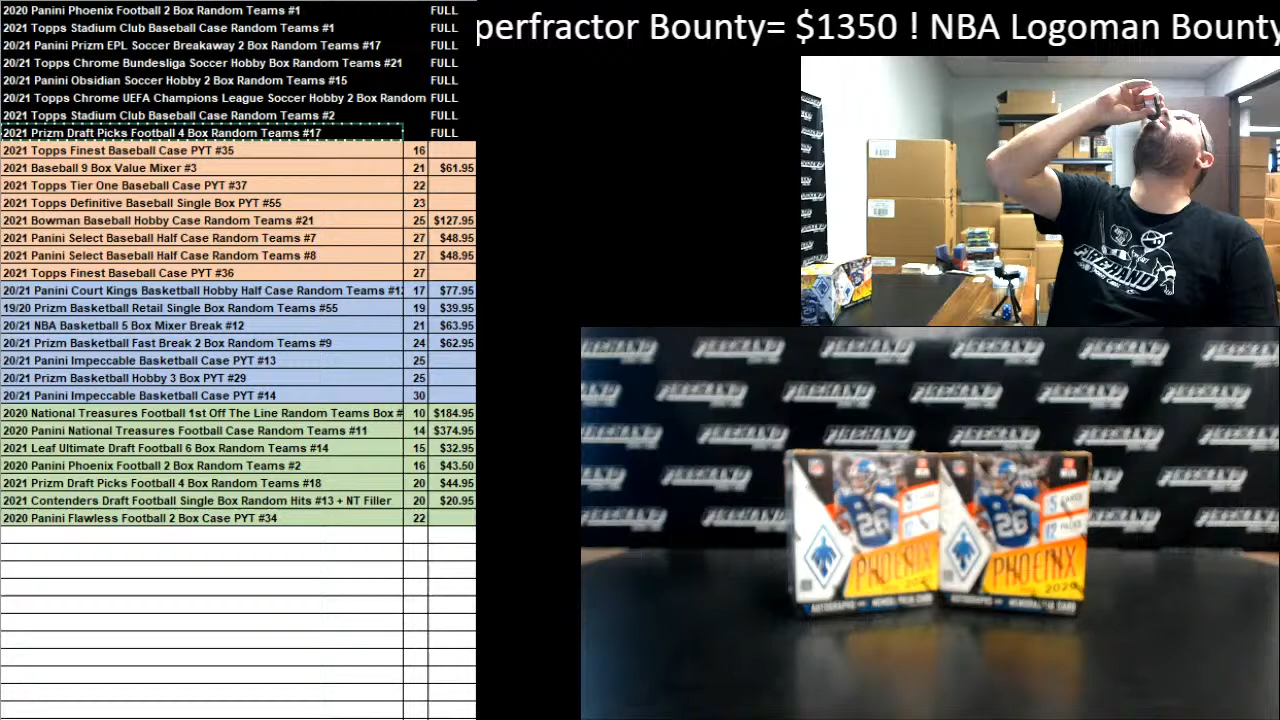 perfractor Bounty= $1350 ! NBA Logoman Bounty
2020 Panini Phoenix Football 2 Box Random Teams #1 FULL
2021 Topps Stadium Club Baseball Case Random Teams #1 FULL
20/21 Panini Prizm EPL Soccer Breakaway 2 Box Random Teams #17 FULL
20/21 Topps Chrome Bundesliga Soccer Hobby Box Random Teams #21 FULL
20/21 Panini Obsidian Soccer Hobby 2 Box Random Teams #15 FULL
20/21 Topps Chrome UEFA Champions League Soccer Hobby 2 Box Random FULL
2021 Topps Stadium Club Baseball Case Random Teams #2 FULL
2021 Prizm Draft Picks Football 4 Box Random Teams #17 FULL
2021 Topps Finest Baseball Case PYT #35 16
2021 Baseball 9 Box Value Mixer #3 21 $61.95
2021 Topps Tier One Baseball Case PYT #37 22
2021 Topps Definitive Baseball Single Box PYT #55 23
2021 Bowman Baseball Hobby Case Random Teams #21 25 $127.95
2021 Panini Select Baseball Half Case Random Teams #7 27 $48.95
2021 Panini Select Baseball Half Case Random Teams #8 27 $48.95
2021 Topps Finest Baseball Case PYT #36 27
20/21 Panini Court Kings Basketball Hobby Half Case Random Teams #1 17 $77.95
19/20 Prizm Basketball Retail Single Box Random Teams #55 19 $39.95
20/21 NBA Basketball 5 Box Mixer Break #12 21 $63.95
20/21 Prizm Basketball Fast Break 2 Box Random Teams #9 24 $62.95
20/21 Panini Impeccable Basketball Case PYT #13 25
20/21 Prizm Basketball Hobby 3 Box PYT #29 25
20/21 Panini Impeccable Basketball Case PYT #14 30
2020 National Treasures Football 1st Off The Line Random Teams Box # 10 $184.95
2020 Panini National Treasures Football Case Random Teams #11 14 $374.95
2021 Leaf Ultimate Draft Football 6 Box Random Teams #14 15 $32.95
2020 Panini Phoenix Football 2 Box Random Teams #2 16 $43.50
2021 Prizm Draft Picks Football 4 Box Random Teams #18 20 $44.95
2021 Contenders Draft Football Single Box Random Hits #13 + NT Filler 20 $20.95
2020 Panini Flawless Football 2 Box Case PYT #34 22
FIREHAND
26
5 CARDS
12 PACKS
PHOENIX
2020
26
5 CARDS
12 PACKS
PHOENIX
2020